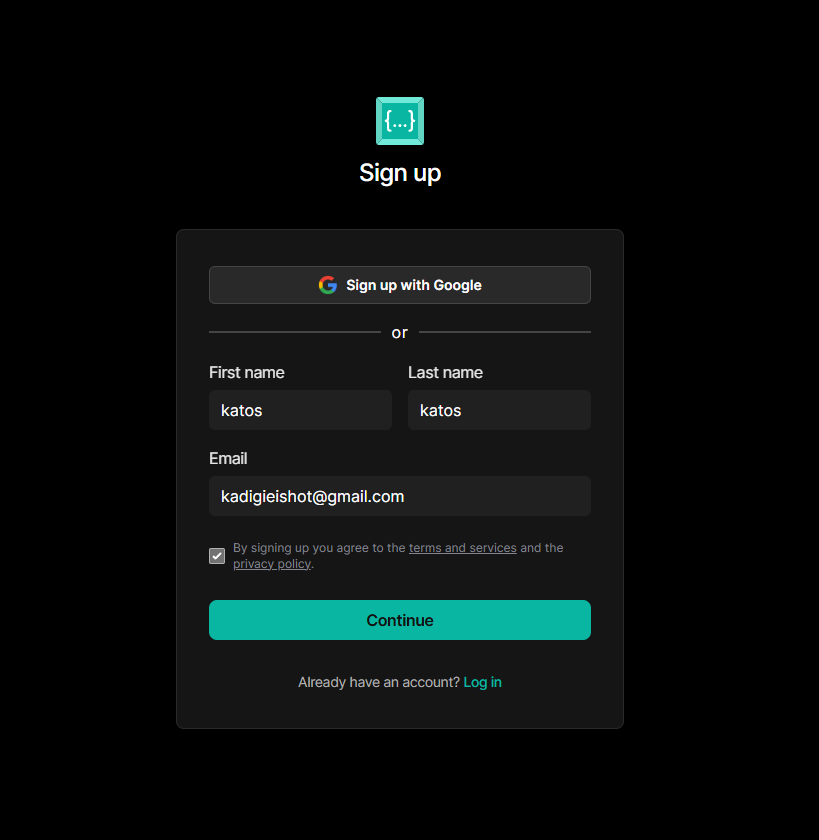 {...}
Sign up
Sign up with Google
or
First name Last name
katos katos
Email
kadigieishot@gmail.com
By signing up you agree to the terms and services and the
privacy policy.
Continue
Already have an account? Log in